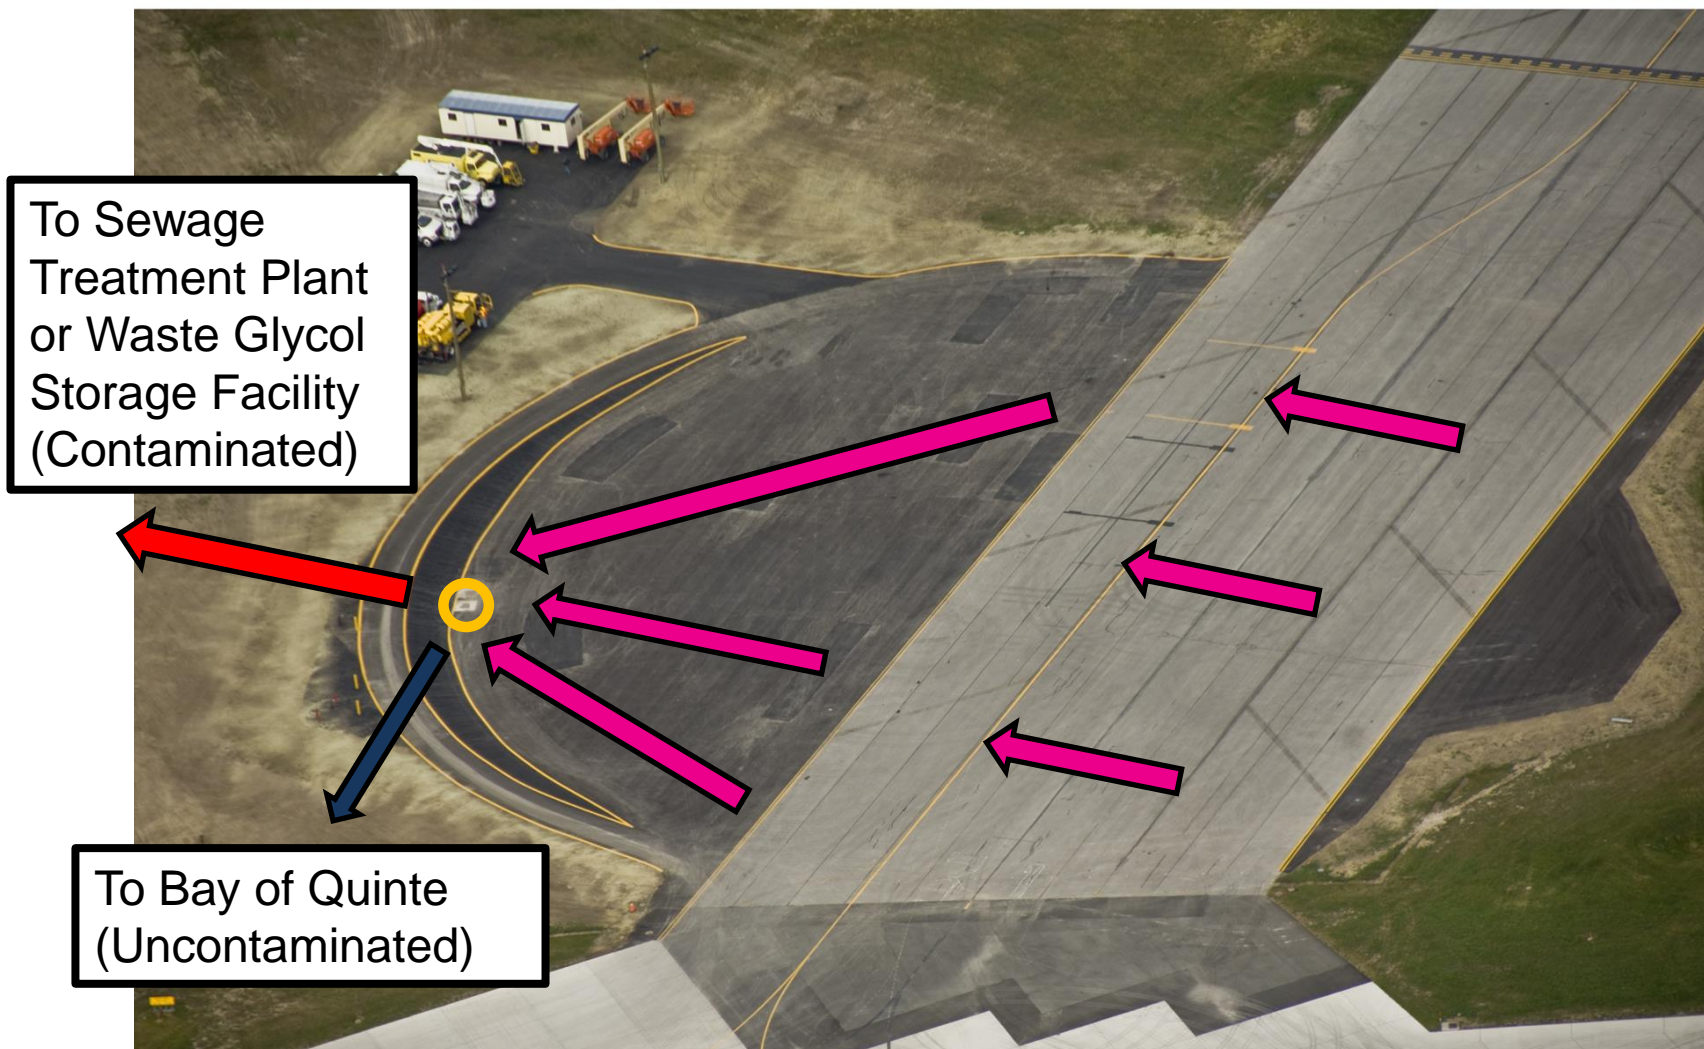 To Sewage
Treatment Plant
or Waste Glycol
Storage Facility
(Contaminated)
To Bay of Quinte
(Uncontaminated)